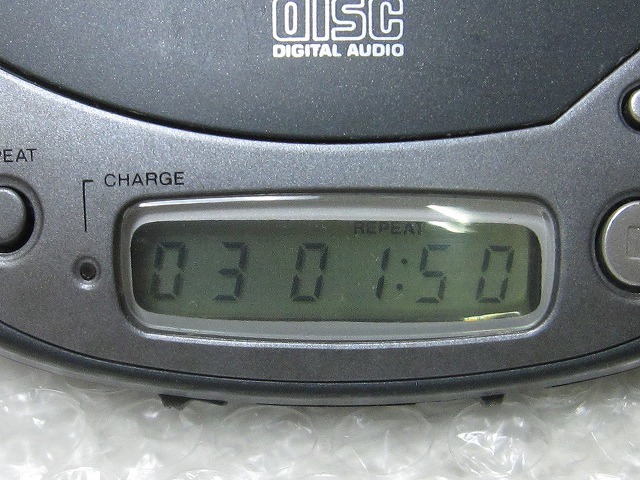 disc
DIGITAL AUDIO
PEAT
CHARGE
REPEAT
03 01:50